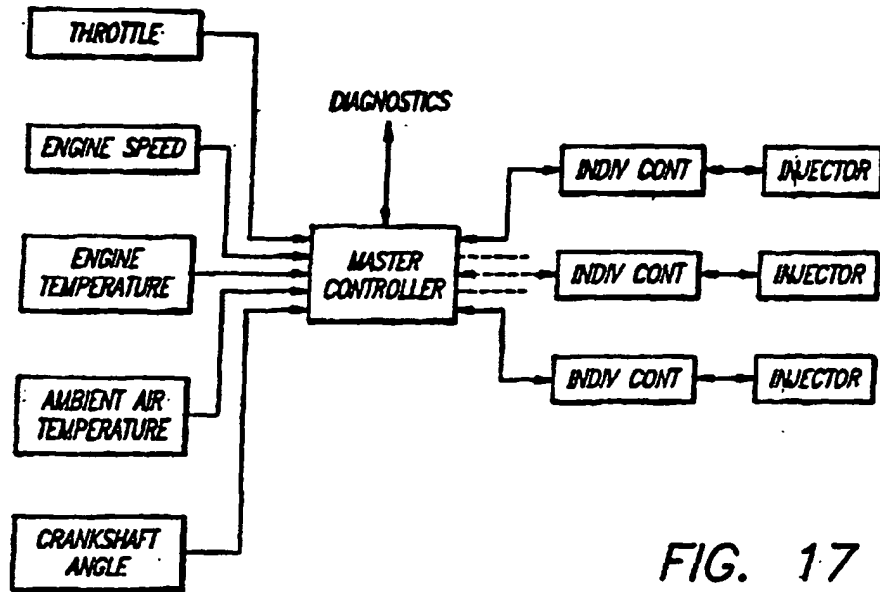 THROTTLE
ENGINE SPEED
ENGINE
TEMPERATURE
AMBIENT AIR
TEMPERATURE
CRANKSHAFT
ANGLE
DIAGNOSTICS
MASTER
CONTROLLER
INDIV CONT
INJECTOR
INDIV CONT
INJECTOR
INDIV CONT
INJECTOR
FIG. 17